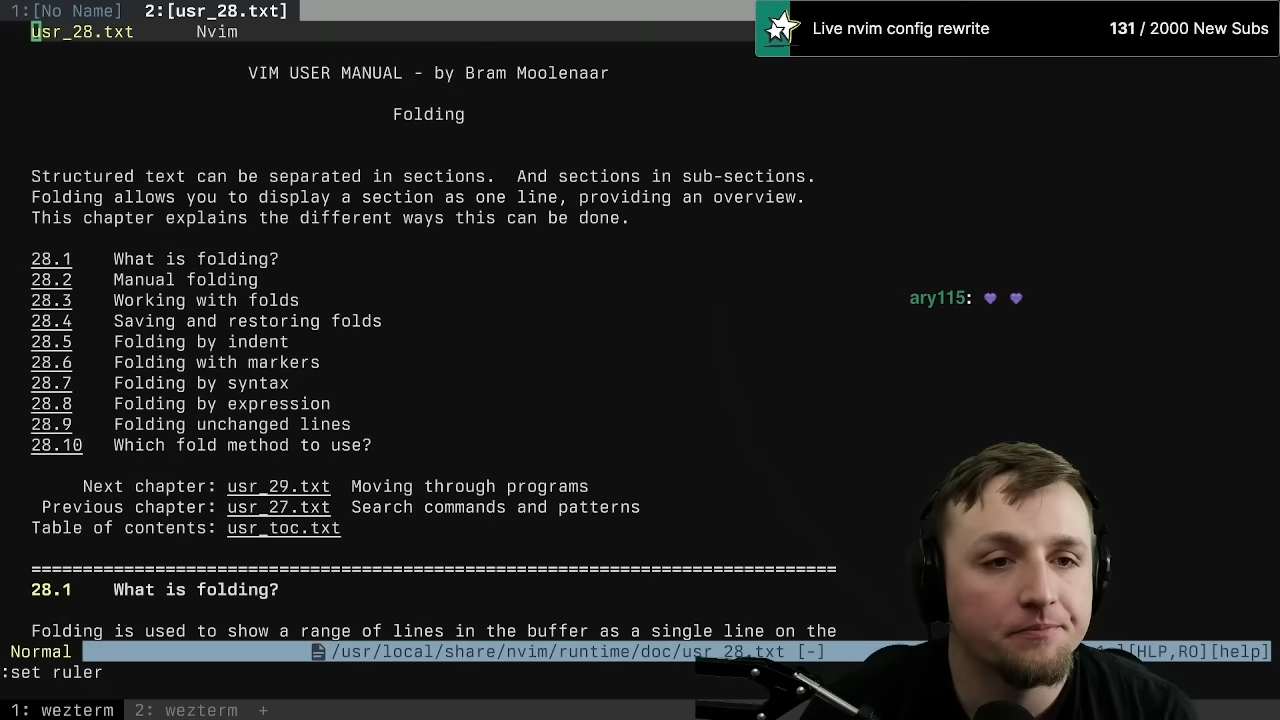 1:[No Name]  2:[usr_28.txt]
usr_28.txt      Nvim
Live nvim config rewrite 131 / 2000 New Subs
VIM USER MANUAL - by Bram Moolenaar
Folding
Structured text can be separated in sections.  And sections in sub-sections.
Folding allows you to display a section as one line, providing an overview.
This chapter explains the different ways this can be done.
28.1    What is folding?
28.2    Manual folding
28.3    Working with folds
ary115: 💜 💜
28.4    Saving and restoring folds
28.5    Folding by indent
28.6    Folding with markers
28.7    Folding by syntax
28.8    Folding by expression
28.9    Folding unchanged lines
28.10   Which fold method to use?
Next chapter: usr_29.txt  Moving through programs
Previous chapter: usr_27.txt  Search commands and patterns
Table of contents: usr_toc.txt
==============================================================================
28.1    What is folding?
Folding is used to show a range of lines in the buffer as a single line on the
Normal /usr/local/share/nvim/runtime/doc/usr_28.txt [-] [HLP,RO][help]
:set ruler
1: wezterm  2: wezterm  +